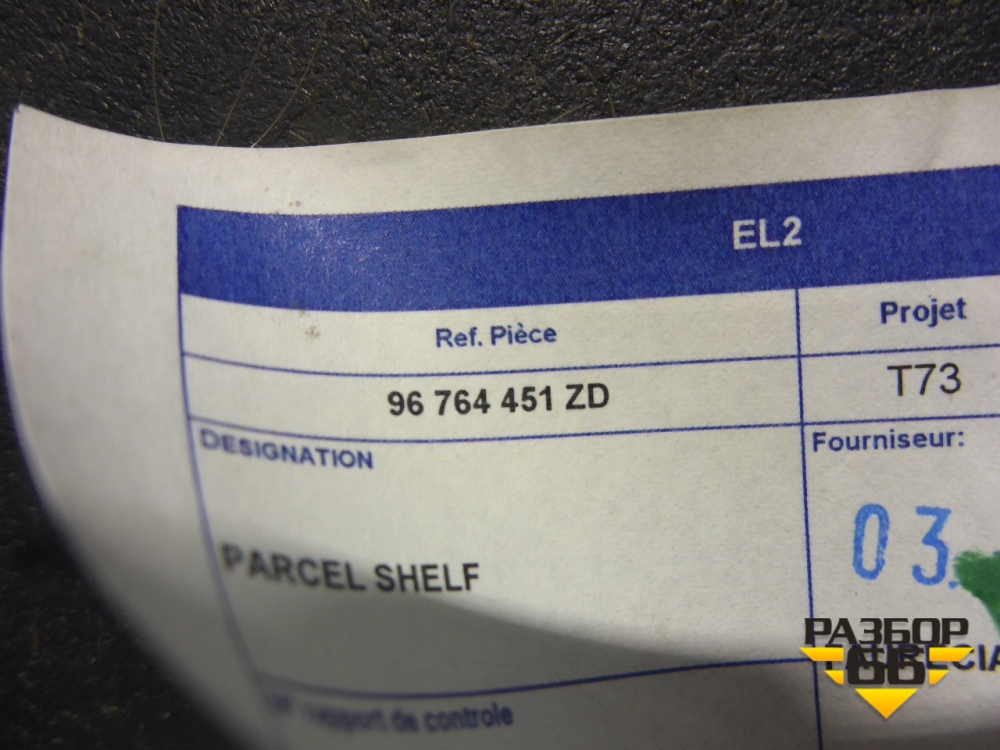 EL2
Ref. Pièce
Projet
96 764 451 ZD
T73
DESIGNATION
Fourniseur:
PARCEL SHELF
03.
РАЗБОР
66
rapport de controle